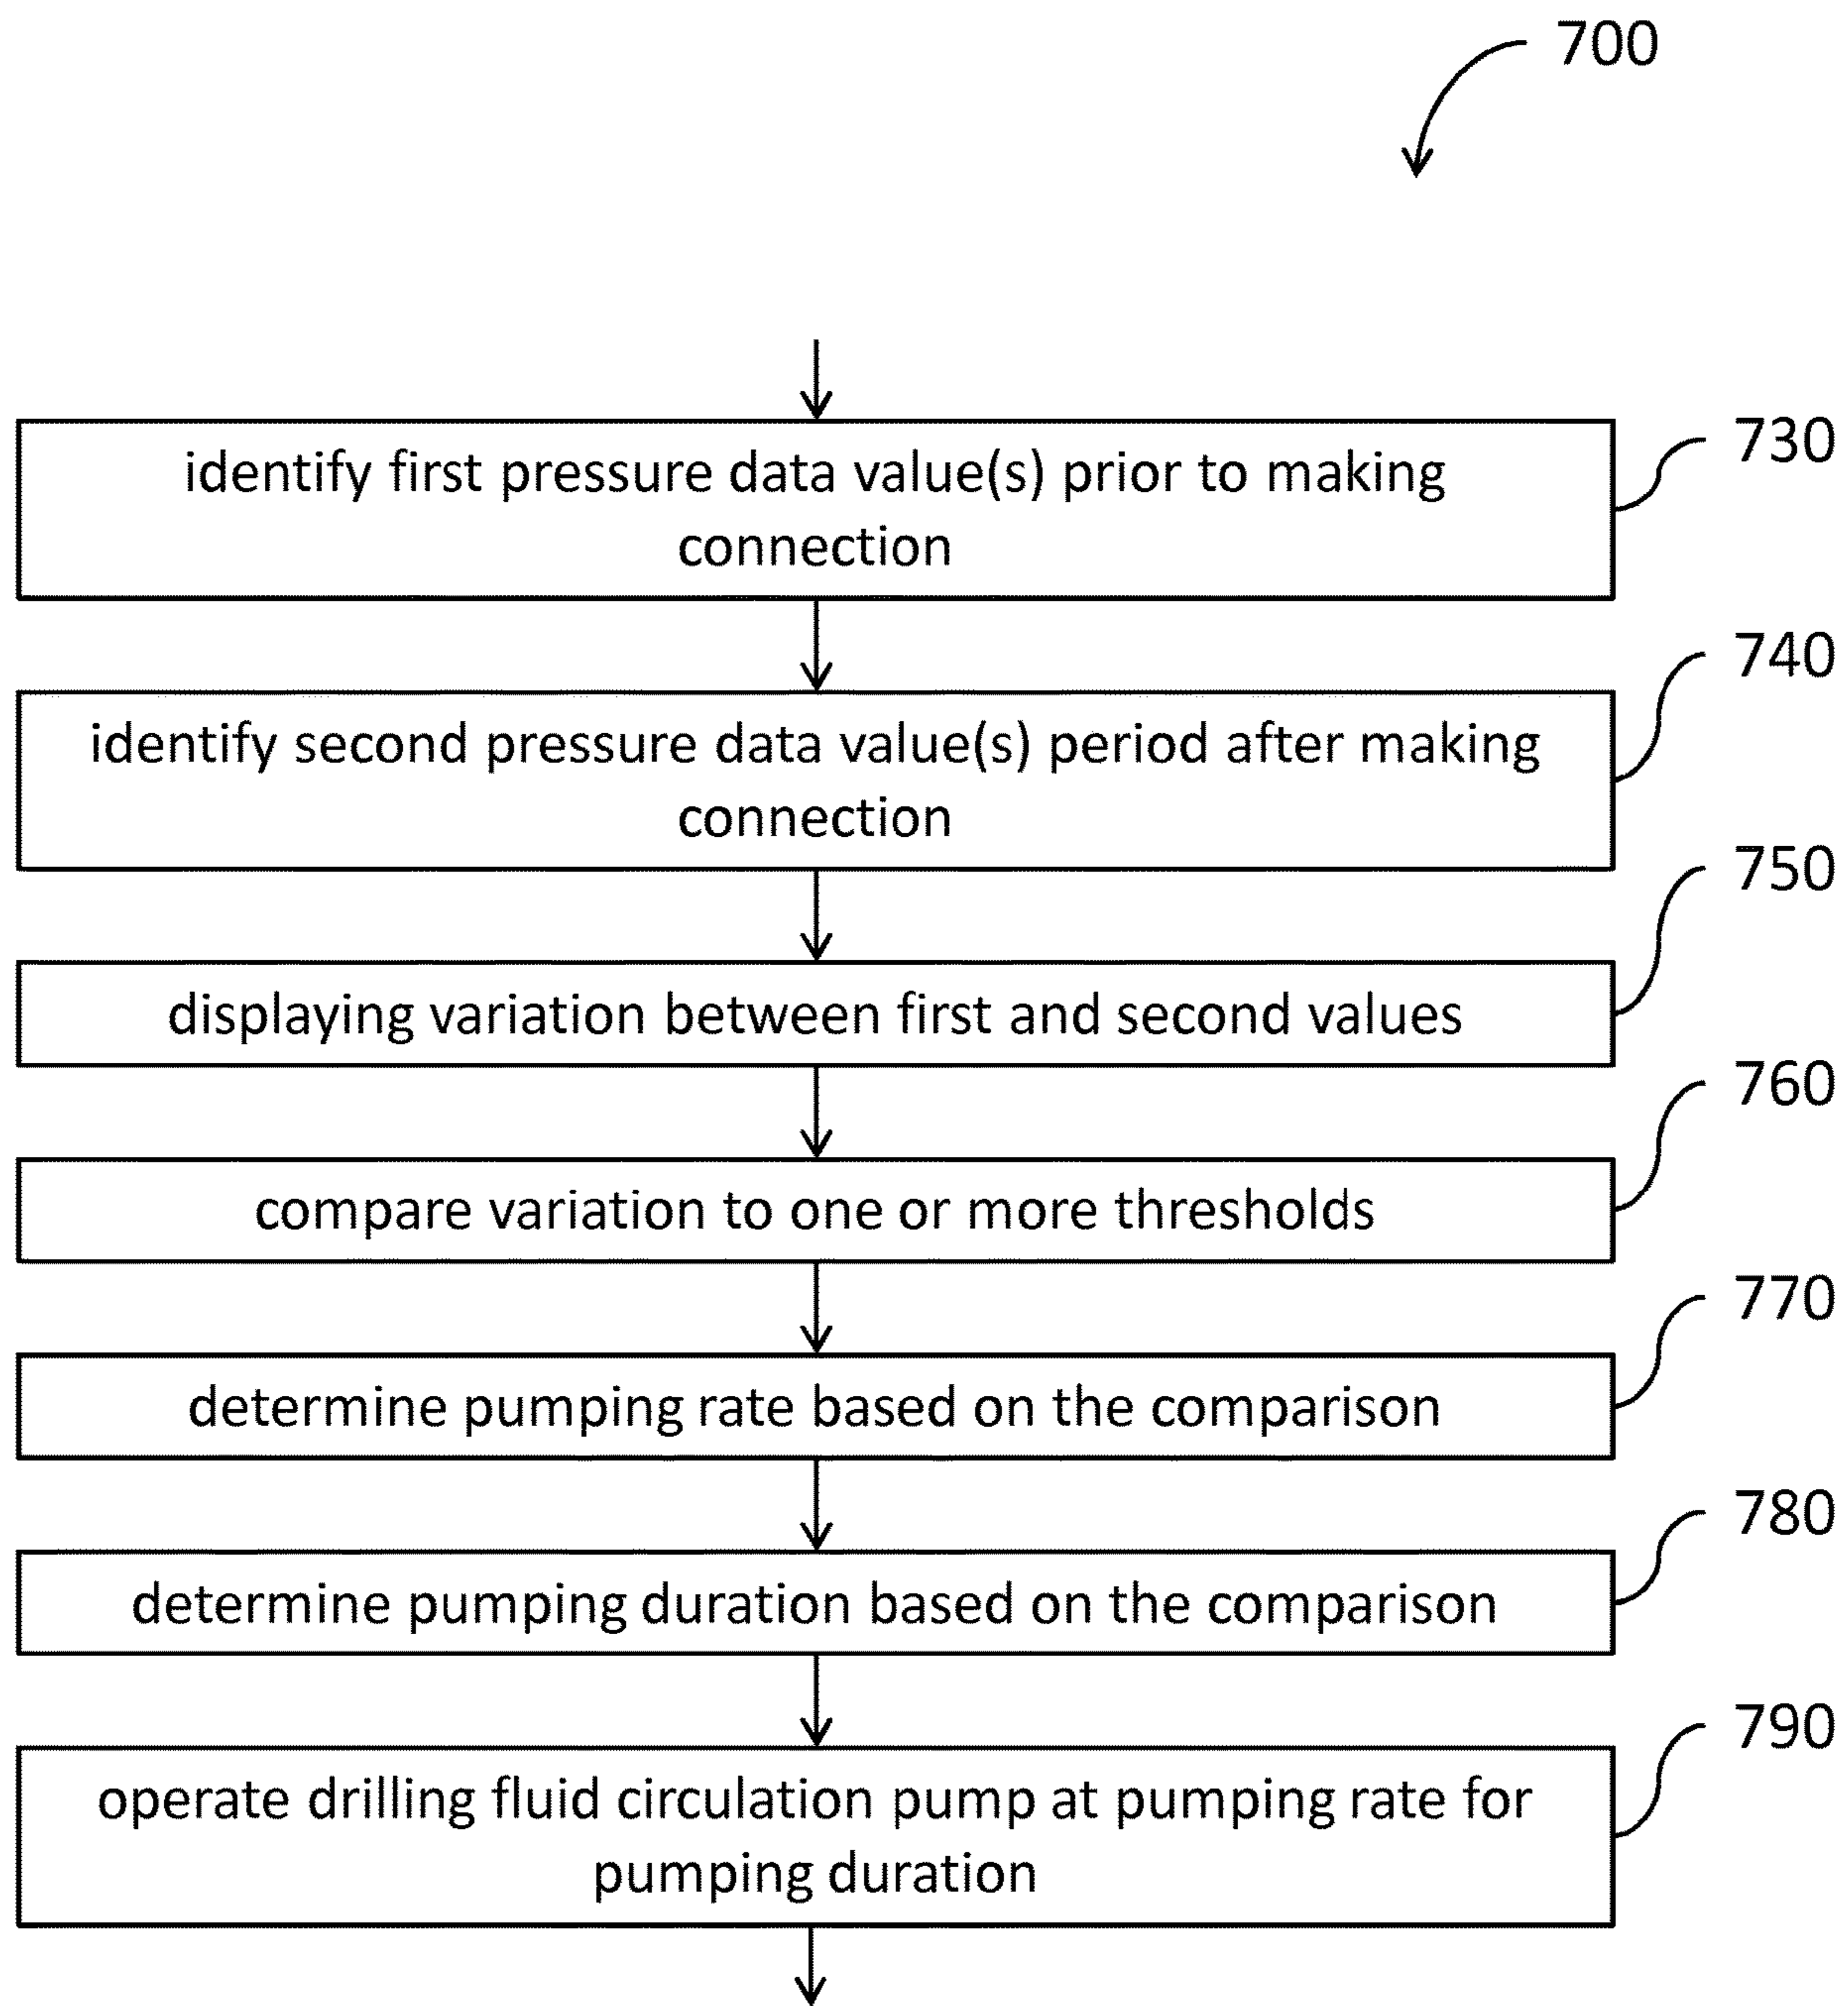 700
730
identify first pressure data value(s) prior to making
connection
740
identify second pressure data value(s) period after making
connection
750
displaying variation between first and second values
760
compare variation to one or more thresholds
770
determine pumping rate based on the comparison
780
determine pumping duration based on the comparison
790
operate drilling fluid circulation pump at pumping rate for
pumping duration